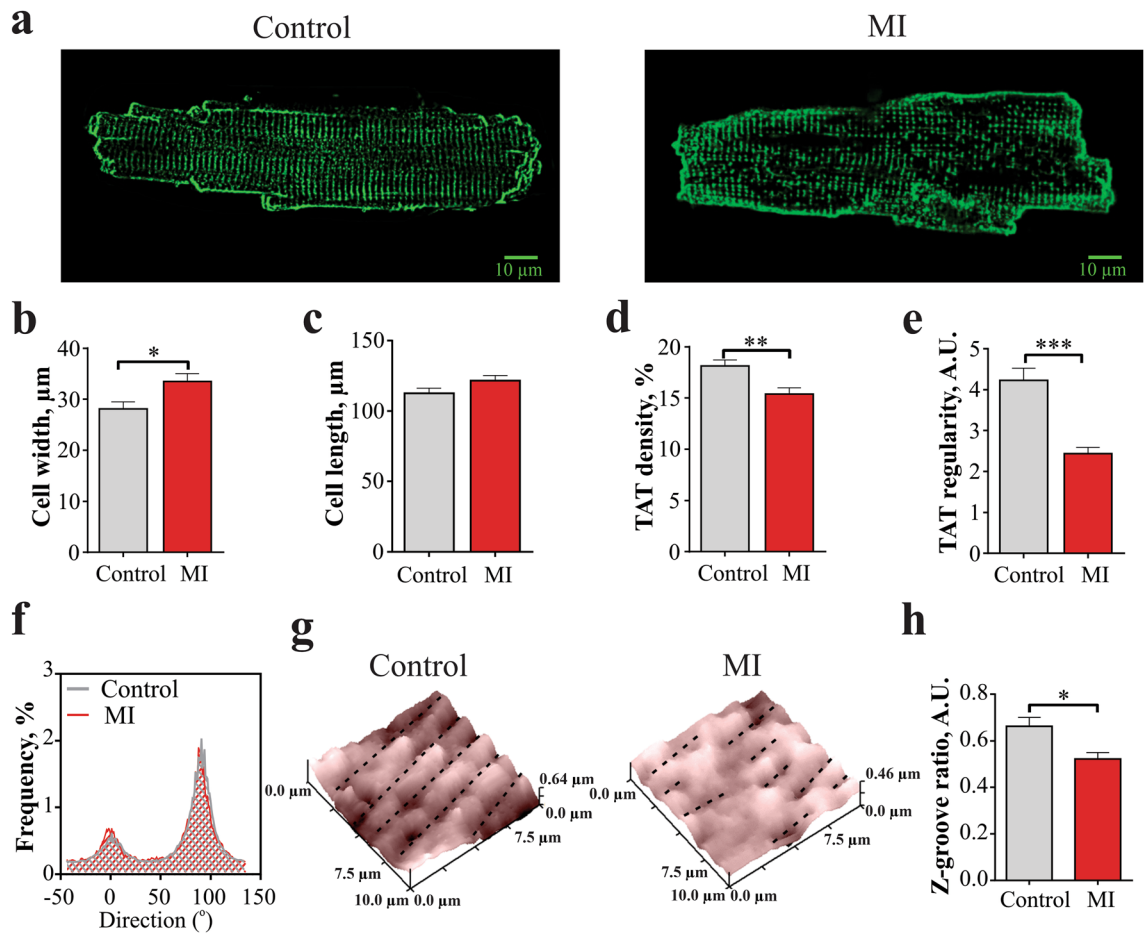 a
Control
MI
10 µm
10 µm
b
c
d
e
Cell width, µm
40
30
20
10
0
*
Control MI
Cell length, µm
150
100
50
0
Control MI
TAT density, %
20
15
10
5
0
**
Control MI
TAT regularity, A.U.
5
4
3
2
1
0
***
Control MI
f
g
h
Frequency, %
3
2
1
0
Control
MI
-50 0 50 100 150
Direction (°)
Control
0.0 µm
7.5 µm
10.0 µm
0.0 µm
7.5 µm
0.64 µm
0.0 µm
MI
0.0 µm
7.5 µm
10.0 µm
0.0 µm
7.5 µm
0.46 µm
0.0 µm
Z-groove ratio, A.U.
0.8
0.6
0.4
0.2
0.0
*
Control MI